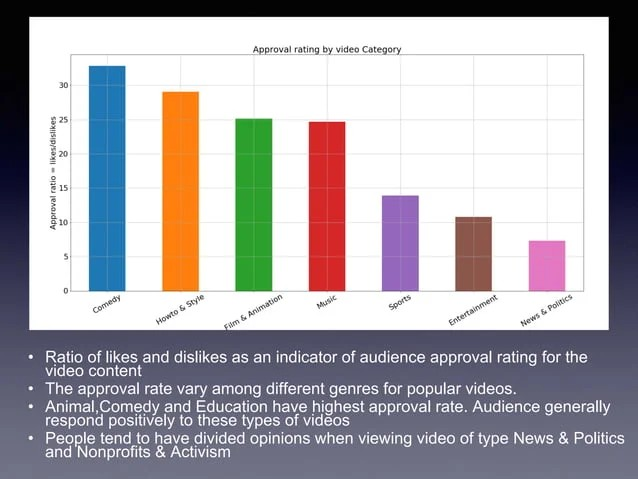 Approval rating by video Category
Approval ratio = likes/dislikes
30
25
20
15
10
5
0
Comedy
Howto & Style
Film & Animation
Music
Sports
Entertainment
News & Politics
• Ratio of likes and dislikes as an indicator of audience approval rating for the
video content
• The approval rate vary among different genres for popular videos.
• Animal,Comedy and Education have highest approval rate. Audience generally
respond positively to these types of videos
• People tend to have divided opinions when viewing video of type News & Politics
and Nonprofits & Activism